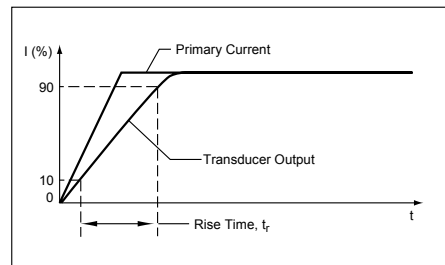 I (%)
Primary Current
90
Transducer Output
10
0
t
Rise Time, tr